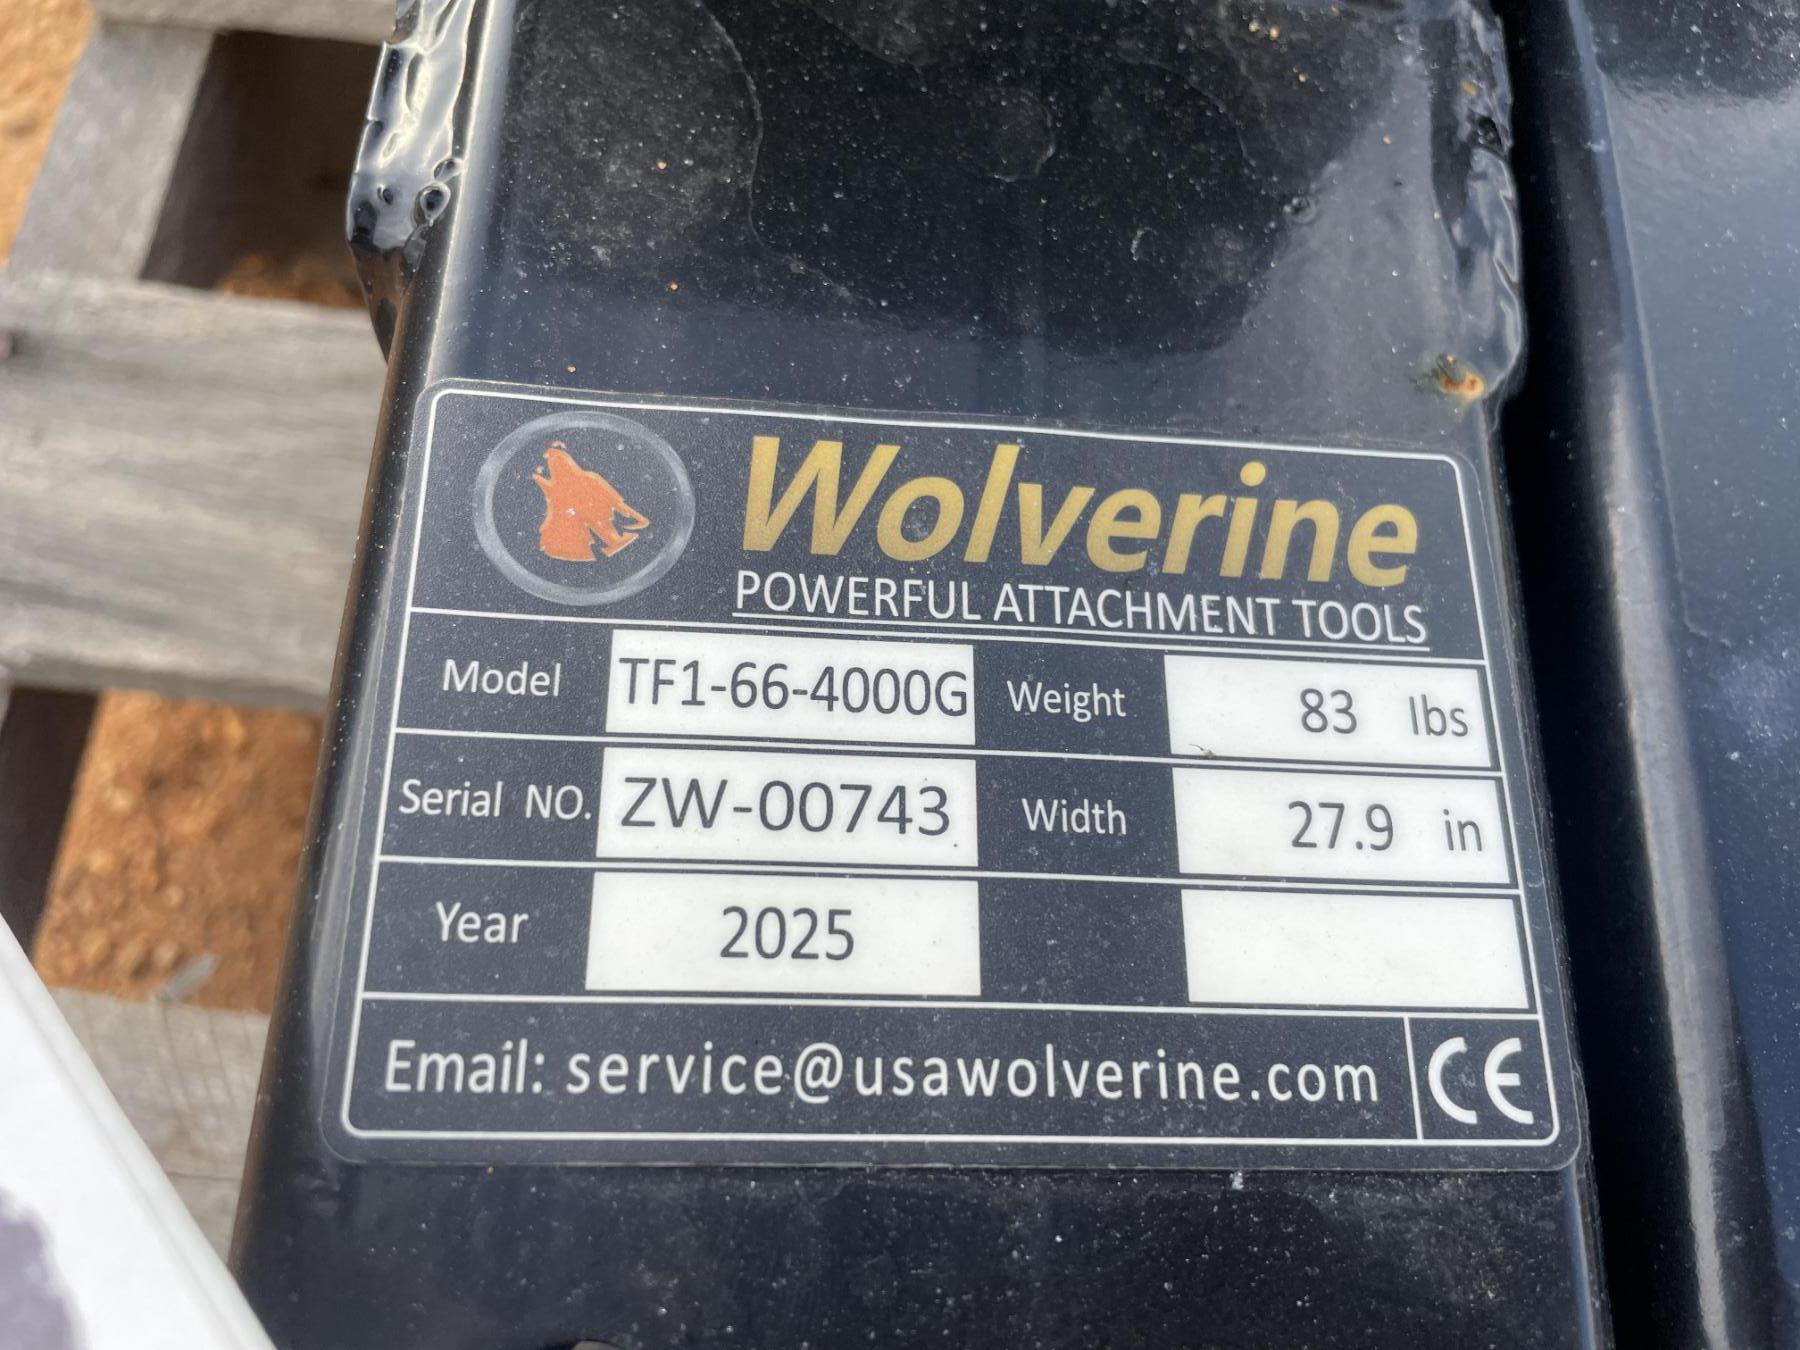 Wolverine
POWERFUL ATTACHMENT TOOLS
Model TF1-66-4000G Weight 83 lbs
Serial NO. ZW-00743 Width 27.9 in
Year 2025
Email: service@usawolverine.com CE